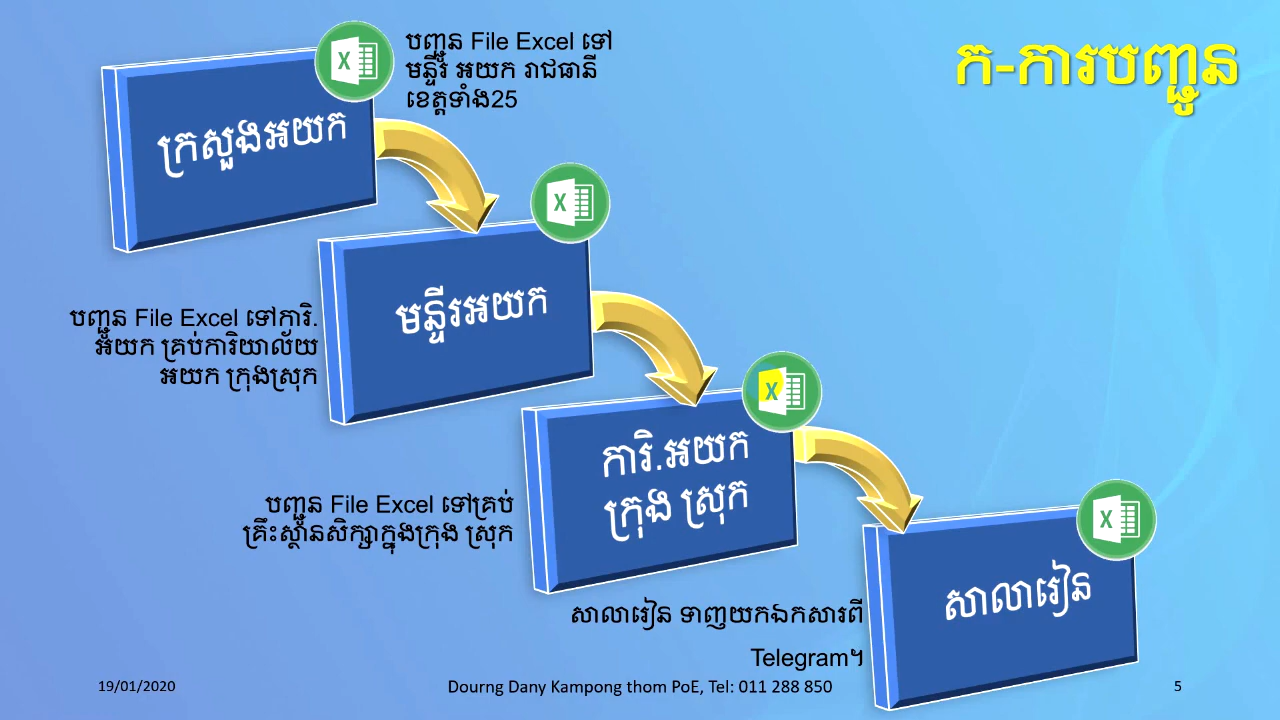 ក-ការបញ្ជូន
បញ្ជូន File Excel ទៅ
មន្ទីរ អយក រាជធានី
ខេត្តទាំង25
ក្រសួងអយក
មន្ទីរអយក
បញ្ជូន File Excel ទៅការិ.
អយក គ្រប់ការិយាល័យ
អយក ក្រុងស្រុក
ការិ.អយក
ក្រុង ស្រុក
បញ្ជូន File Excel ទៅគ្រប់
គ្រឹះស្ថានសិក្សាក្នុងក្រុង ស្រុក
សាលារៀន
សាលារៀន ទាញយកឯកសារពី
Telegram។
19/01/2020
Dourng Dany Kampong thom PoE, Tel: 011 288 850
5